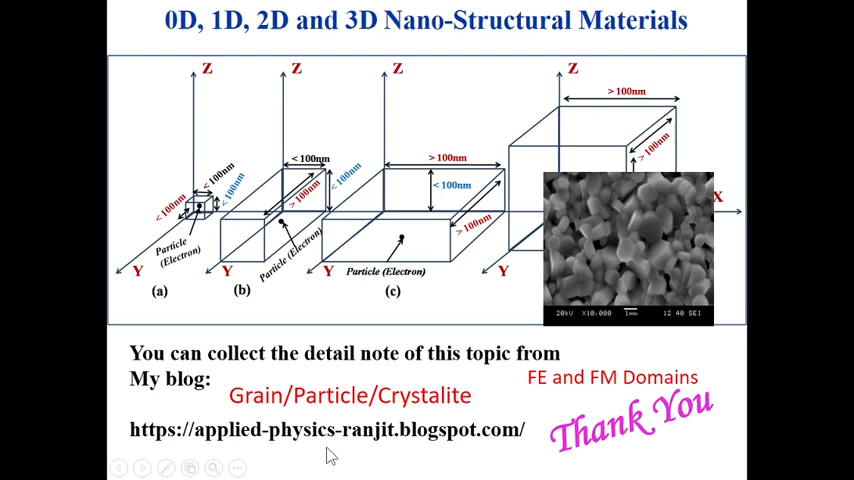 0D, 1D, 2D and 3D Nano-Structural Materials
Z
Z
Z
Z
< 100nm
< 100nm
< 100nm
< 100nm
> 100nm
< 100nm
> 100nm
< 100nm
> 100nm
> 100nm
> 100nm
X
Particle
(Electron)
Particle (Electron)
Particle (Electron)
Y
Y
Y
Y
(a)
(b)
(c)
20kV X10,000 1mm 12 40 SEI
You can collect the detail note of this topic from
My blog:
Grain/Particle/Crystalite
FE and FM Domains
https://applied-physics-ranjit.blogspot.com/
Thank You